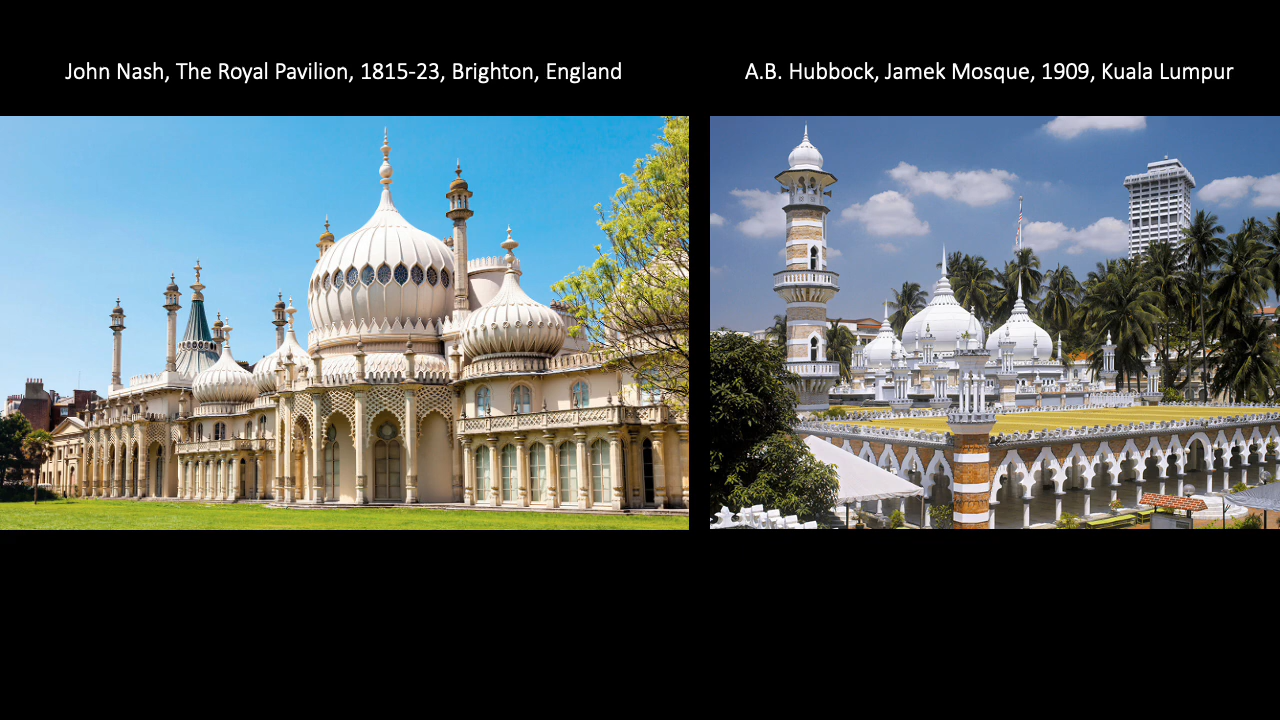 John Nash, The Royal Pavilion, 1815-23, Brighton, England
A.B. Hubbock, Jamek Mosque, 1909, Kuala Lumpur